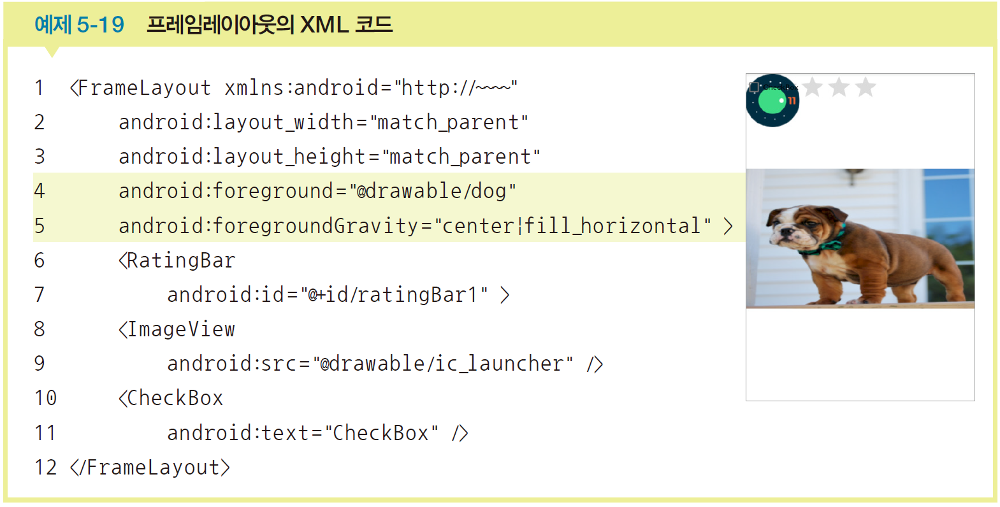 예제 5-19 프레임레이아웃의 XML 코드
1 <FrameLayout xmlns:android="http://~~~~"
2 android:layout_width="match_parent"
3 android:layout_height="match_parent"
4 android:foreground="@drawable/dog"
5 android:foregroundGravity="center|fill_horizontal" >
6 <RatingBar
7 android:id="@+id/ratingBar1" >
8 <ImageView
9 android:src="@drawable/ic_launcher" />
10 <CheckBox
11 android:text="CheckBox" />
12 </FrameLayout>
CheckBox
11